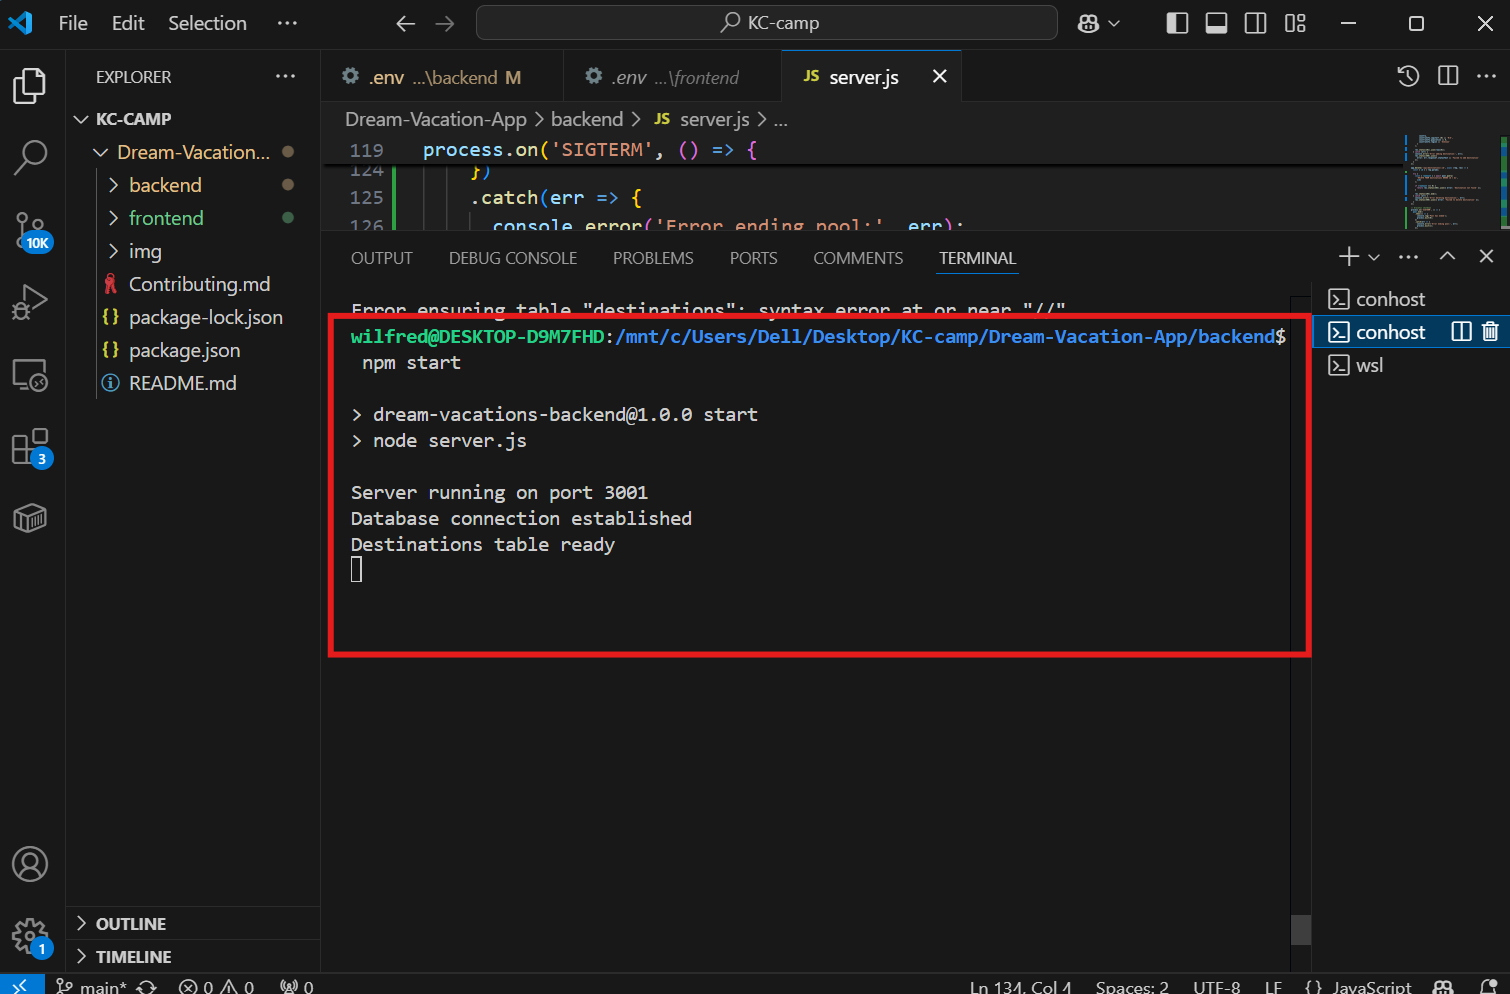 File Edit Selection ··· KC-camp
EXPLORER ···
KC-CAMP
Dream-Vacation...
backend
frontend
img
Contributing.md
package-lock.json
package.json
README.md
OUTLINE
TIMELINE
10K
3
1
.env ...\backend M
.env ...\frontend
JS server.js
Dream-Vacation-App > backend > JS server.js > ...
119 process.on('SIGTERM', () => {
124 })
125 .catch(err => {
126 console.error('Error ending pool:', err);
OUTPUT DEBUG CONSOLE PROBLEMS PORTS COMMENTS TERMINAL
Error ensuring table "destinations": syntax error at or near "//"
wilfred@DESKTOP-D9M7FHD:/mnt/c/Users/Dell/Desktop/KC-camp/Dream-Vacation-App/backend$
npm start
> dream-vacations-backend@1.0.0 start
> node server.js
Server running on port 3001
Database connection established
Destinations table ready
conhost
conhost
wsl
main* 0 0 0 Ln 134, Col 4 Spaces: 2 UTF-8 LF {} JavaScript